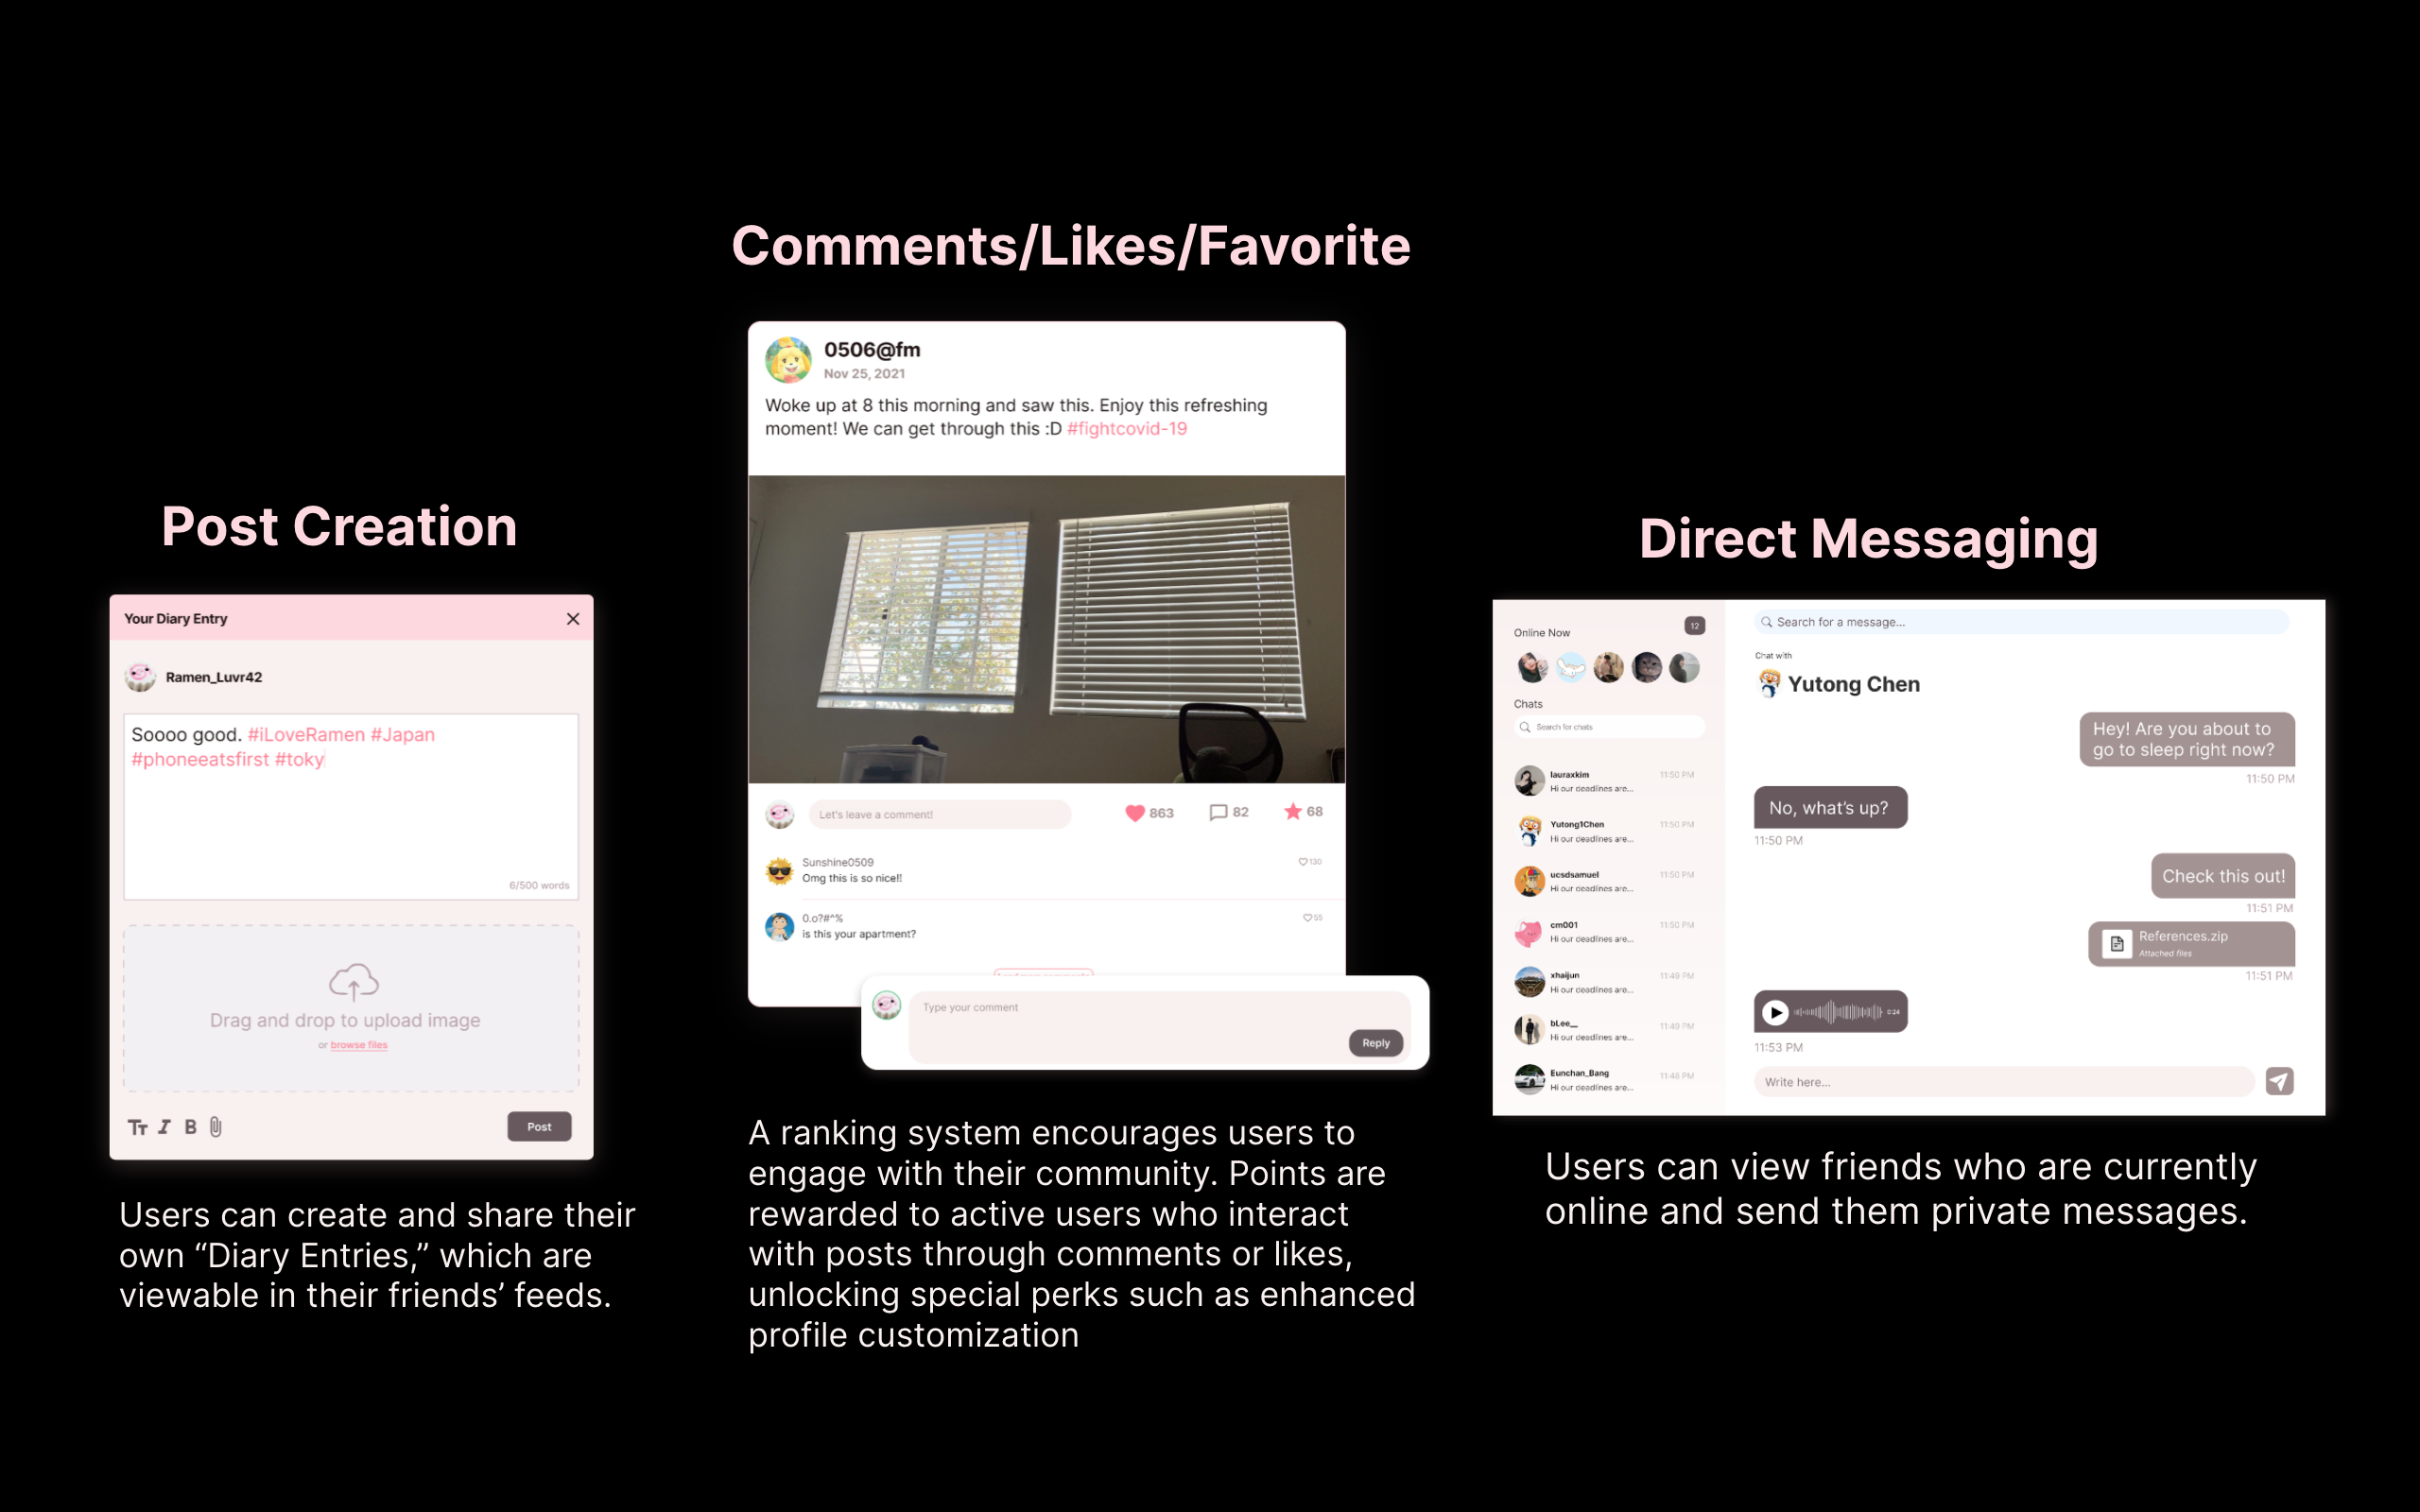 Comments/Likes/Favorite
0506@fm
Nov 25, 2021
Woke up at 8 this morning and saw this. Enjoy this refreshing
moment! We can get through this :D #fightcovid-19
Let's leave a comment!
863
82
68
Sunshine0509
130
Omg this is so nice!!
0.o?#^%
55
is this your apartment?
Type your comment
Reply
A ranking system encourages users to
engage with their community. Points are
rewarded to active users who interact
with posts through comments or likes,
unlocking special perks such as enhanced
profile customization
Post Creation
Your Diary Entry
Ramen_Luvr42
Soooo good. #iLoveRamen #Japan
#phoneeatsfirst #toky
6/500 words
Drag and drop to upload image
or browse files
Tт I B
Post
Users can create and share their
own “Diary Entries,” which are
viewable in their friends’ feeds.
Direct Messaging
Online Now
12
Chats
Search for chats
lauraxkim 11:50 PM
Hi our deadlines are...
Yutong1Chen 11:50 PM
Hi our deadlines are...
ucsdsamuel 11:50 PM
Hi our deadlines are...
cm001 11:50 PM
Hi our deadlines are...
xhaijun 11:49 PM
Hi our deadlines are...
bLee__ 11:49 PM
Hi our deadlines are...
Eunchan_Bang 11:48 PM
Hi our deadlines are...
Search for a message...
Chat with
Yutong Chen
Hey! Are you about to
go to sleep right now?
11:50 PM
No, what’s up?
11:50 PM
Check this out!
11:51 PM
References.zip
Attached files
11:51 PM
0:24
11:53 PM
Write here...
Users can view friends who are currently
online and send them private messages.